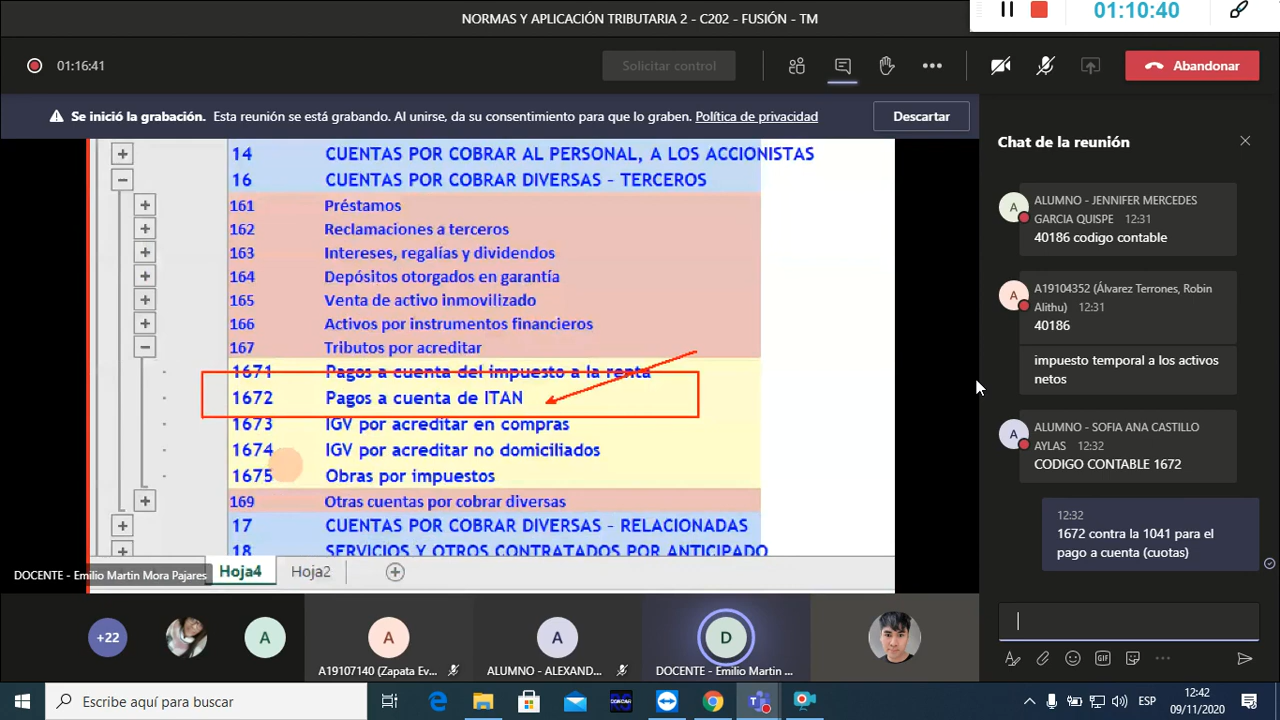 NORMAS Y APLICACIÓN TRIBUTARIA 2 - C202 - FUSIÓN - TM
01:10:40
01:16:41
Solicitar control
Abandonar
Se inició la grabación. Esta reunión se está grabando. Al unirse, da su consentimiento para que lo graben. Política de privacidad
Descartar
14 CUENTAS POR COBRAR AL PERSONAL, A LOS ACCIONISTAS
16 CUENTAS POR COBRAR DIVERSAS – TERCEROS
161 Préstamos
162 Reclamaciones a terceros
163 Intereses, regalías y dividendos
164 Depósitos otorgados en garantía
165 Venta de activo inmovilizado
166 Activos por instrumentos financieros
167 Tributos por acreditar
1671 Pagos a cuenta del impuesto a la renta
1672 Pagos a cuenta de ITAN
1673 IGV por acreditar en compras
1674 IGV por acreditar no domiciliados
1675 Obras por impuestos
169 Otras cuentas por cobrar diversas
17 CUENTAS POR COBRAR DIVERSAS – RELACIONADAS
18 SERVICIOS Y OTROS CONTRATADOS POR ANTICIPADO
Hoja4
Hoja2
DOCENTE - Emilio Martin Mora Pajares
Chat de la reunión
A
ALUMNO - JENNIFER MERCEDES
GARCIA QUISPE 12:31
40186 codigo contable
A
A19104352 (Álvarez Terrones, Robin
Alithu) 12:31
40186
impuesto temporal a los activos
netos
A
ALUMNO - SOFIA ANA CASTILLO
AYLAS 12:32
CODIGO CONTABLE 1672
12:32
1672 contra la 1041 para el
pago a cuenta (cuotas)
GIF
+22
A
A
A19107140 (Zapata Ev...
A
ALUMNO - ALEXAND...
D
DOCENTE - Emilio Martin ...
Escribe aquí para buscar
ESP
12:42
09/11/2020